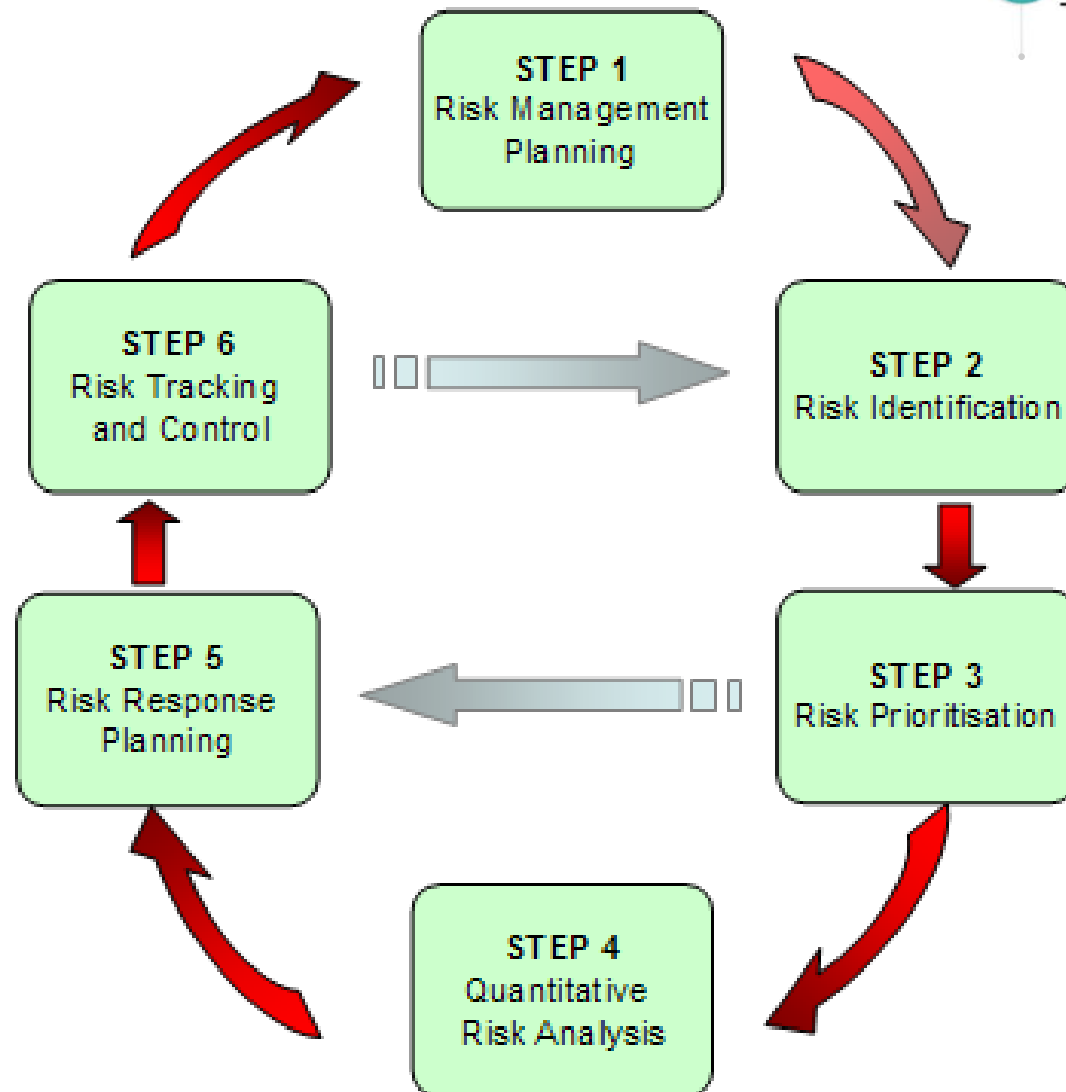 STEP 1
Risk Management
Planning
STEP 2
Risk Identification
STEP 3
Risk Prioritisation
STEP 4
Quantitative
Risk Analysis
STEP 5
Risk Response
Planning
STEP 6
Risk Tracking
and Control